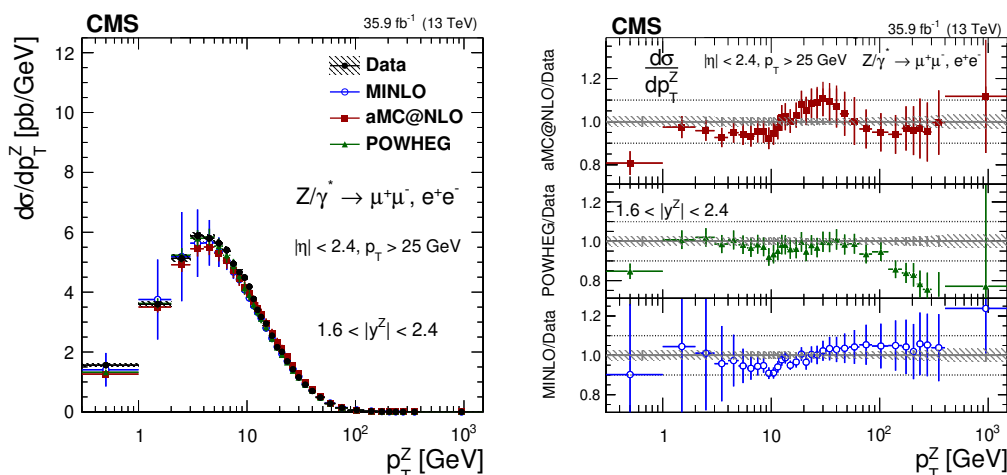 CMS
35.9 fb⁻¹ (13 TeV)
dσ/dp_T^Z [pb/GeV]
12
10
8
6
4
2
0
Data
MINLO
aMC@NLO
POWHEG
Z/γ* → μ⁺μ⁻, e⁺e⁻
|η| < 2.4, p_T > 25 GeV
1.6 < |y^Z| < 2.4
1
10
10²
10³
p_T^Z [GeV]
CMS
35.9 fb⁻¹ (13 TeV)
aMC@NLO/Data
1.2
1.0
0.8
dσ
dp_T^Z
|η| < 2.4, p_T > 25 GeV Z/γ* → μ⁺μ⁻, e⁺e⁻
POWHEG/Data
1.2
1.0
0.8
1.6 < |y^Z| < 2.4
MINLO/Data
1.2
1.0
0.8
1
10
10²
10³
p_T^Z [GeV]